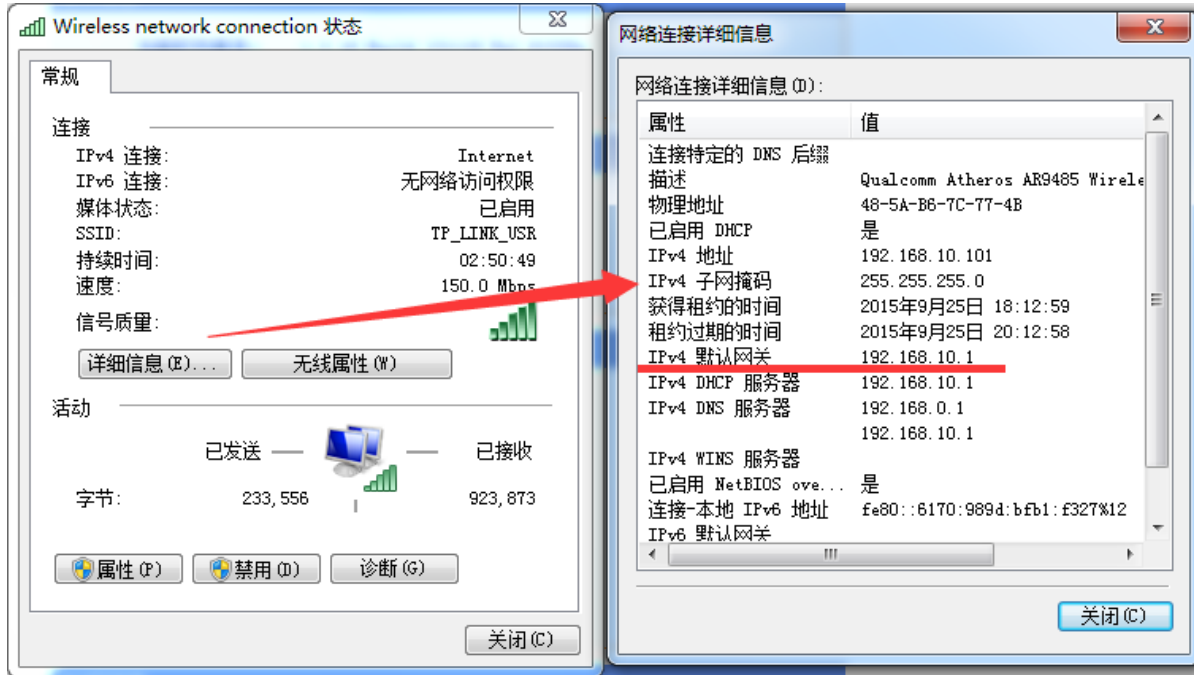 Wireless network connection 状态
常规
连接
IPv4 连接: Internet
IPv6 连接: 无网络访问权限
媒体状态: 已启用
SSID: TP_LINK_USR
持续时间: 02:50:49
速度: 150.0 Mbps
信号质量:
详细信息(E)... 无线属性(W)
活动
已发送 已接收
字节: 233,556 923,873
属性(P) 禁用(D) 诊断(G)
关闭(C)
网络连接详细信息
网络连接详细信息(D):
属性 值
连接特定的 DNS 后缀
描述 Qualcomm Atheros AR9485 Wirele
物理地址 48-5A-B6-7C-77-4B
已启用 DHCP 是
IPv4 地址 192.168.10.101
IPv4 子网掩码 255.255.255.0
获得租约的时间 2015年9月25日 18:12:59
租约过期的时间 2015年9月25日 20:12:58
IPv4 默认网关 192.168.10.1
IPv4 DHCP 服务器 192.168.10.1
IPv4 DNS 服务器 192.168.0.1
192.168.10.1
IPv4 WINS 服务器
已启用 NetBIOS ove... 是
连接-本地 IPv6 地址 fe80::6170:989d:bfb1:f327%12
IPv6 默认网关
关闭(C)